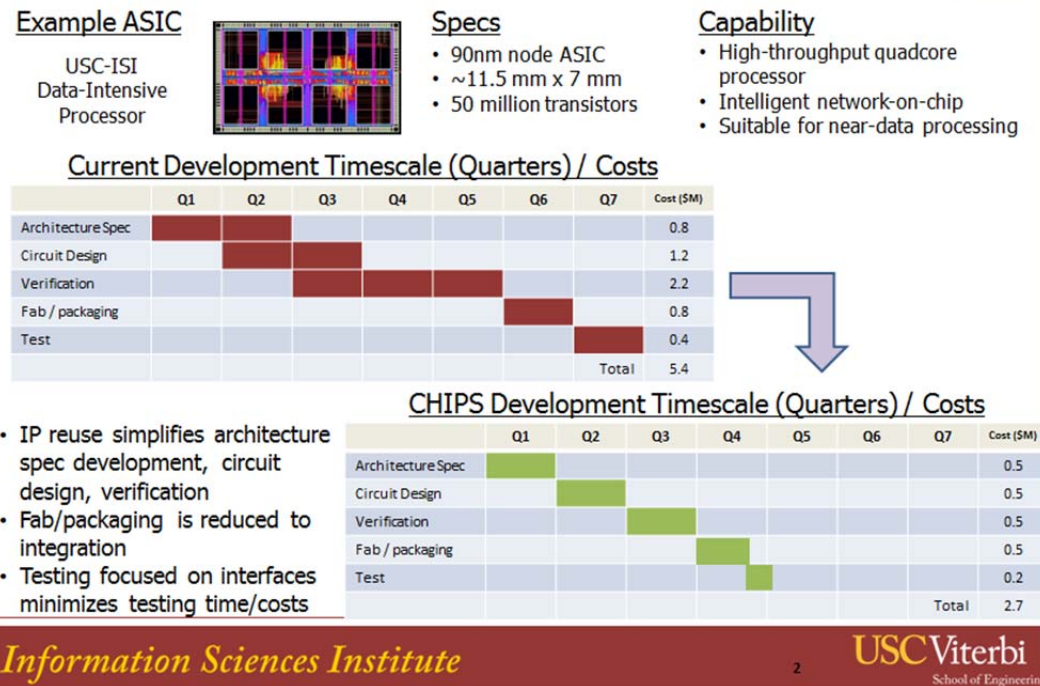 Example ASIC
USC-ISI
Data-Intensive
Processor
Specs
• 90nm node ASIC
• ~11.5 mm x 7 mm
• 50 million transistors
Capability
• High-throughput quadcore
processor
• Intelligent network-on-chip
• Suitable for near-data processing
Current Development Timescale (Quarters) / Costs
Q1 Q2 Q3 Q4 Q5 Q6 Q7 Cost ($M)
Architecture Spec 0.8
Circuit Design 1.2
Verification 2.2
Fab / packaging 0.8
Test 0.4
Total 5.4
CHIPS Development Timescale (Quarters) / Costs
• IP reuse simplifies architecture
spec development, circuit
design, verification
• Fab/packaging is reduced to
integration
• Testing focused on interfaces
minimizes testing time/costs
Q1 Q2 Q3 Q4 Q5 Q6 Q7 Cost ($M)
Architecture Spec 0.5
Circuit Design 0.5
Verification 0.5
Fab / packaging 0.5
Test 0.2
Total 2.7
Information Sciences Institute
2
USC Viterbi
School of Engineerin